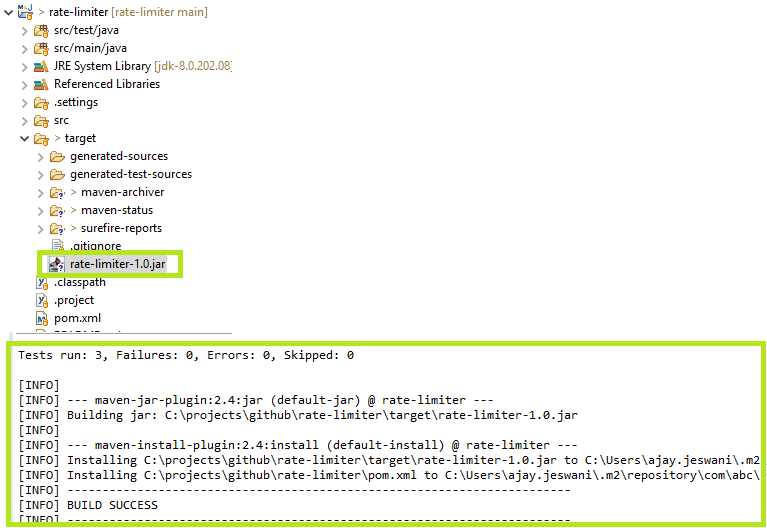 > rate-limiter [rate-limiter main]
src/test/java
src/main/java
JRE System Library [jdk-8.0.202.08]
Referenced Libraries
.settings
src
> target
generated-sources
generated-test-sources
> maven-archiver
> maven-status
> surefire-reports
.gitignore
rate-limiter-1.0.jar
.classpath
.project
pom.xml
Tests run: 3, Failures: 0, Errors: 0, Skipped: 0
[INFO]
[INFO] --- maven-jar-plugin:2.4:jar (default-jar) @ rate-limiter ---
[INFO] Building jar: C:\projects\github\rate-limiter\target\rate-limiter-1.0.jar
[INFO]
[INFO] --- maven-install-plugin:2.4:install (default-install) @ rate-limiter ---
[INFO] Installing C:\projects\github\rate-limiter\target\rate-limiter-1.0.jar to C:\Users\ajay.jeswani\.m2
[INFO] Installing C:\projects\github\rate-limiter\pom.xml to C:\Users\ajay.jeswani\.m2\repository\com\abc\
[INFO] ------------------------------------------------------------------------
[INFO] BUILD SUCCESS
[INFO] ------------------------------------------------------------------------